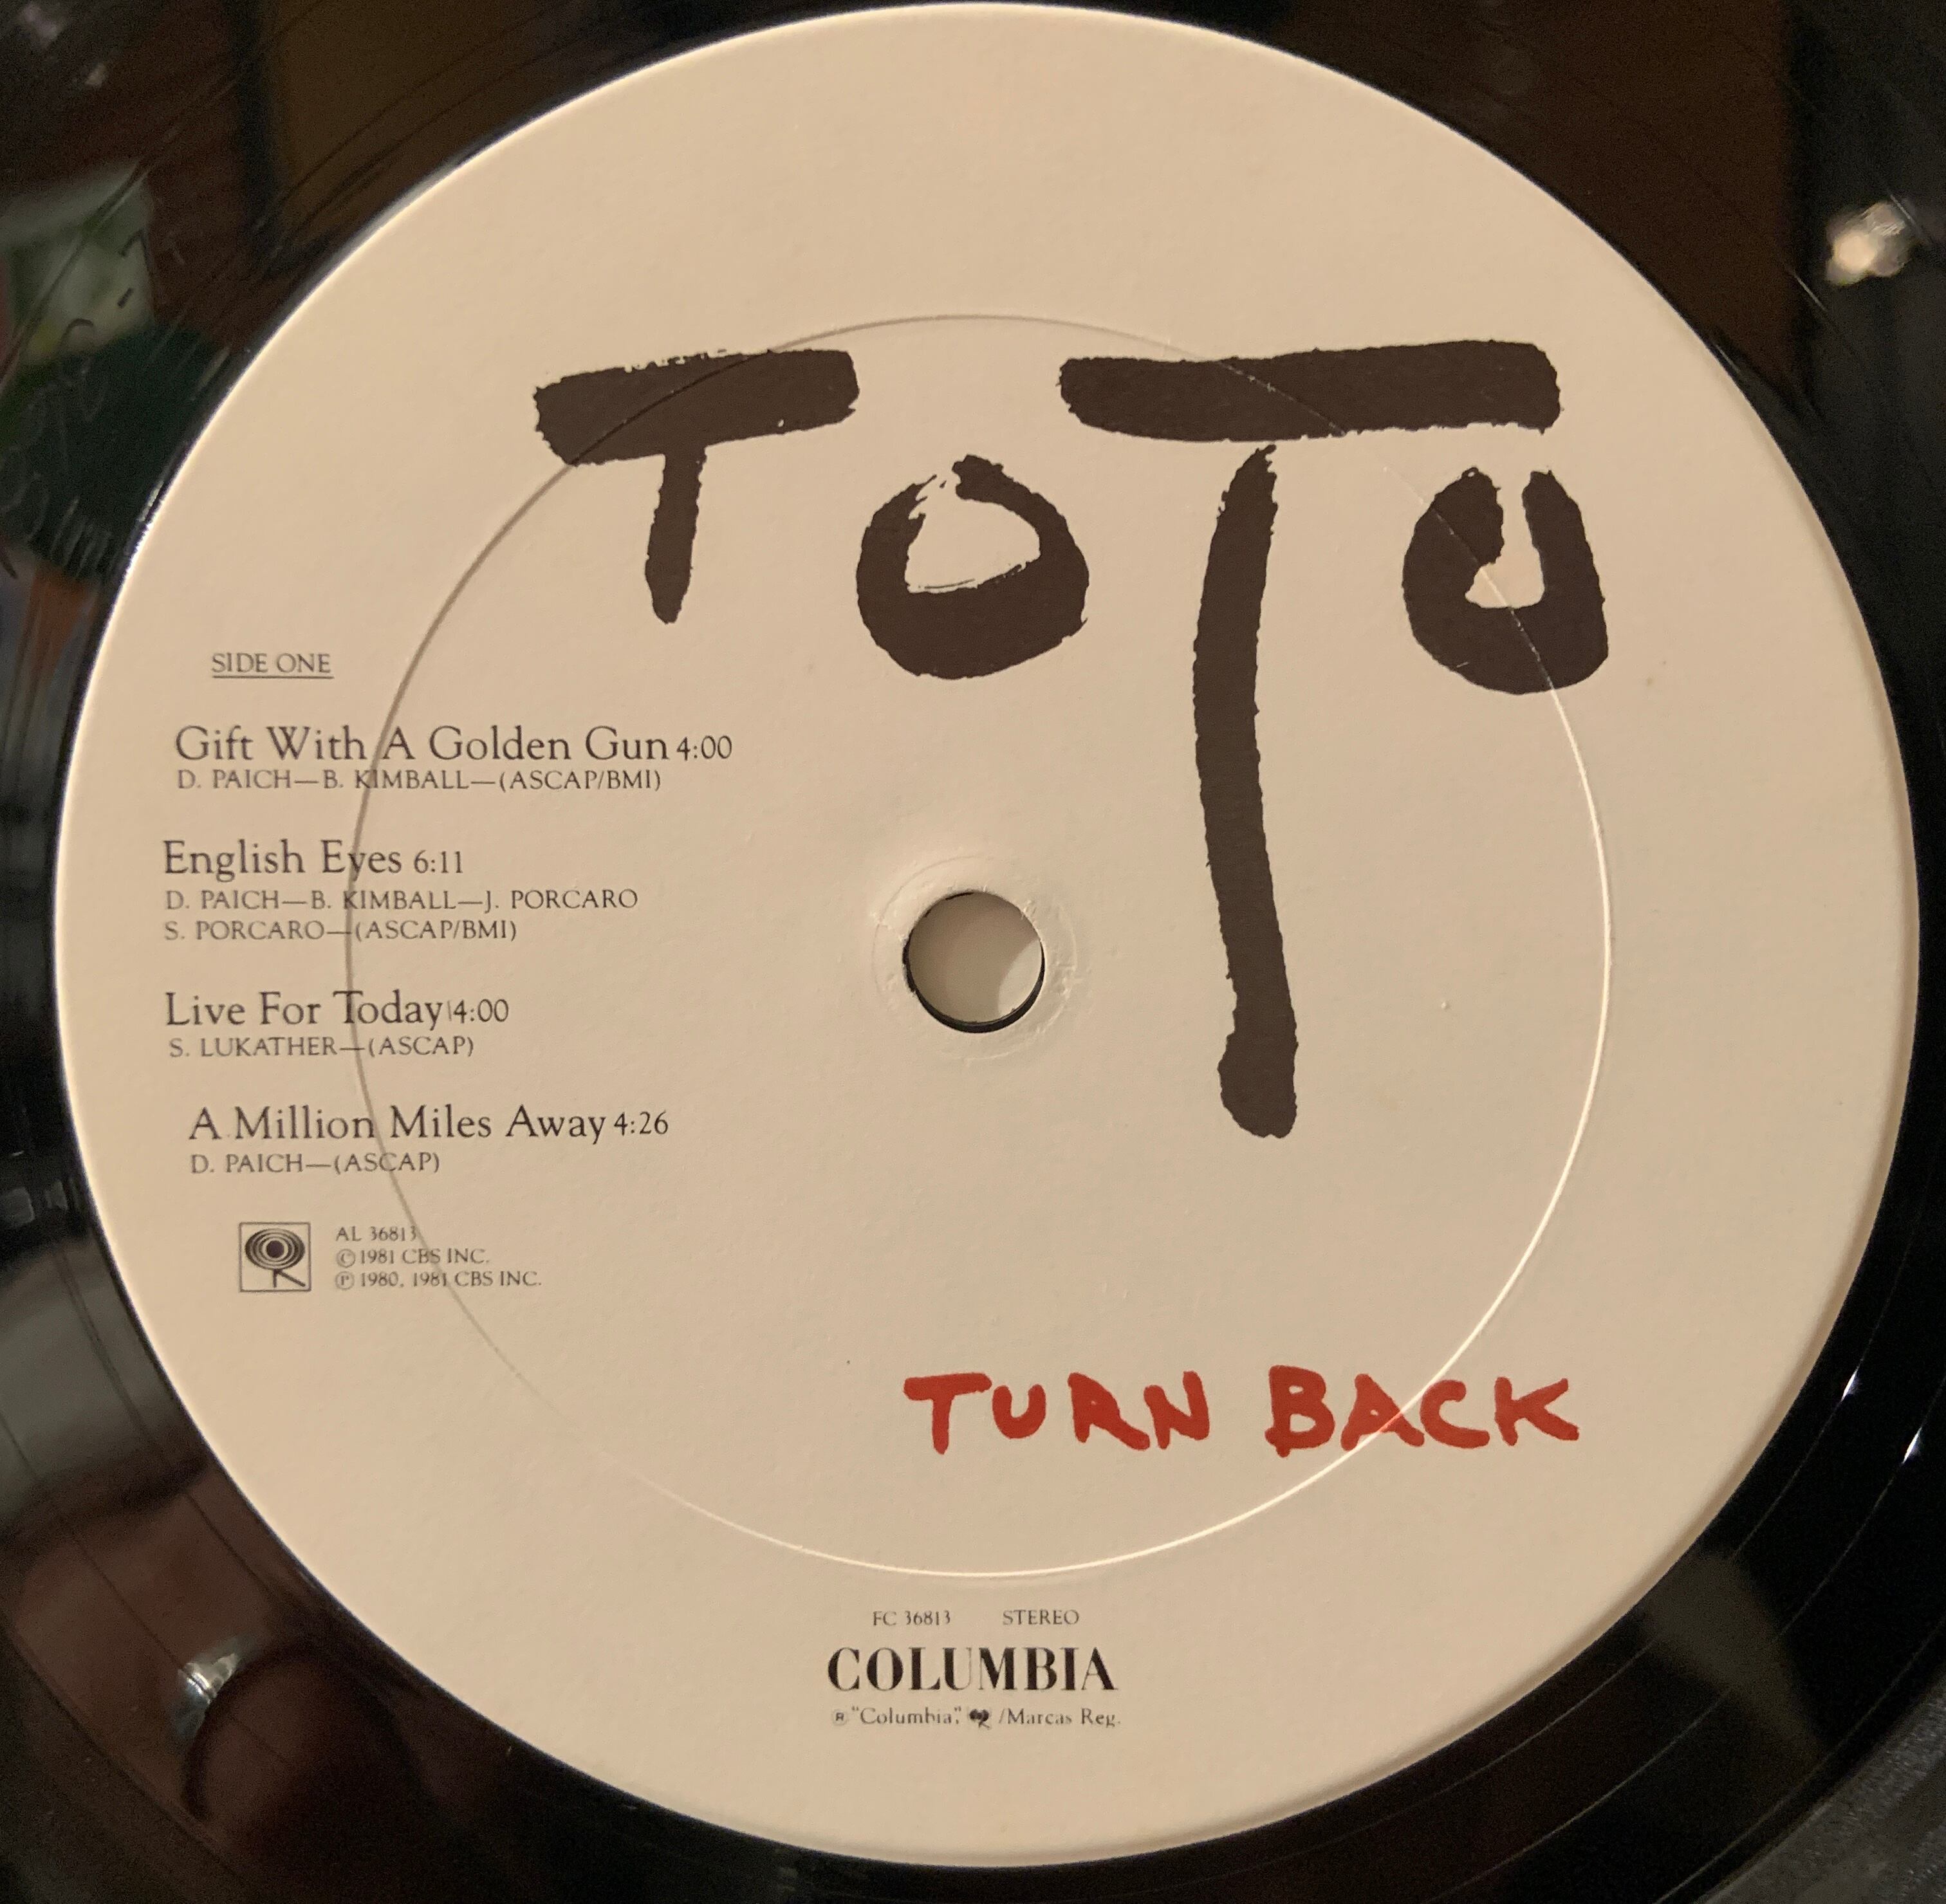 TOTO
SIDE ONE
Gift With A Golden Gun 4:00
D. PAICH—B. KIMBALL—(ASCAP/BMI)
English Eyes 6:11
D. PAICH—B. KIMBALL—J. PORCARO
S. PORCARO—(ASCAP/BMI)
Live For Today 4:00
S. LUKATHER—(ASCAP)
A Million Miles Away 4:26
D. PAICH—(ASCAP)
AL 36813
© 1981 CBS INC.
℗ 1980, 1981 CBS INC.
TURN BACK
FC 36813 STEREO
COLUMBIA
® "Columbia," /Marcas Reg.